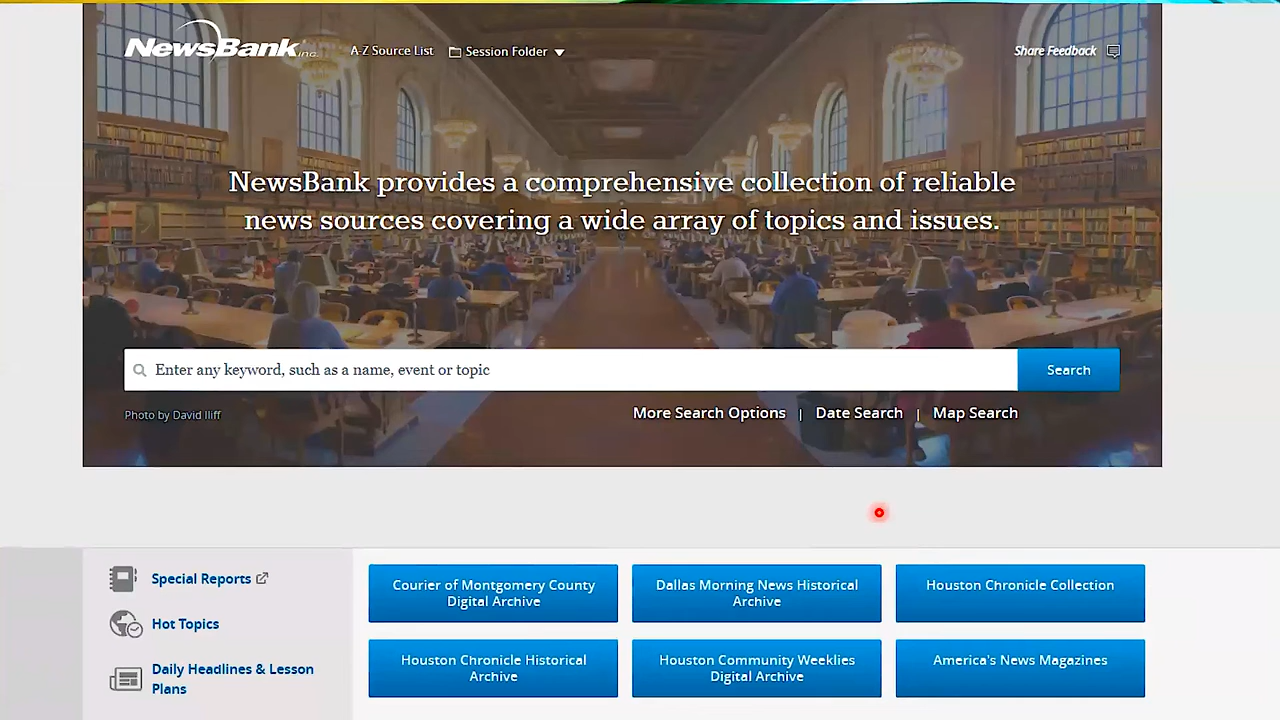 NewsBank inc.
A-Z Source List
Session Folder
Share Feedback
NewsBank provides a comprehensive collection of reliable
news sources covering a wide array of topics and issues.
Enter any keyword, such as a name, event or topic
Search
Photo by David Iliff
More Search Options | Date Search | Map Search
Special Reports
Hot Topics
Daily Headlines & Lesson
Plans
Courier of Montgomery County
Digital Archive
Dallas Morning News Historical
Archive
Houston Chronicle Collection
Houston Chronicle Historical
Archive
Houston Community Weeklies
Digital Archive
America's News Magazines